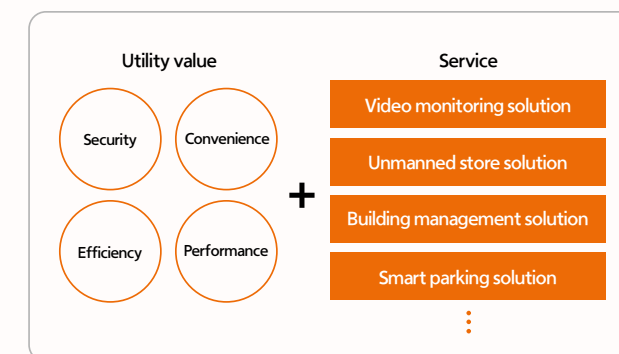 Utility value
Service
Security
Convenience
Efficiency
Performance
+
Video monitoring solution
Unmanned store solution
Building management solution
Smart parking solution